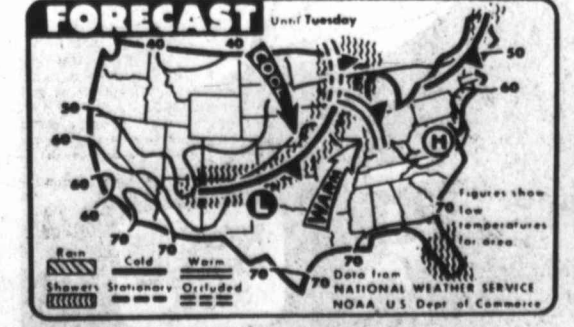 FORECAST Until Tuesday
40 40
COOL
50
60
50
60
H
60
60
70
70
L
WARM
70
Figures show
low
temperatures
for area.
70
70
70
Rain Cold Warm
Showers Stationary Occluded
Data from
NATIONAL WEATHER SERVICE
NOAA U S Dept of Commerce